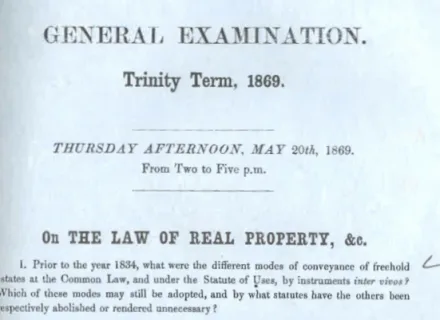 GENERAL EXAMINATION.
Trinity Term, 1869.
THURSDAY AFTERNOON, MAY 20th, 1869.
From Two to Five p.m.
On THE LAW OF REAL PROPERTY, &c.
1. Prior to the year 1834, what were the different modes of conveyance of freehold
states at the Common Law, and under the Statute of Uses, by instruments inter vivos?
Which of these modes may still be adopted, and by what statutes have the others been
espectively abolished or rendered unnecessary?